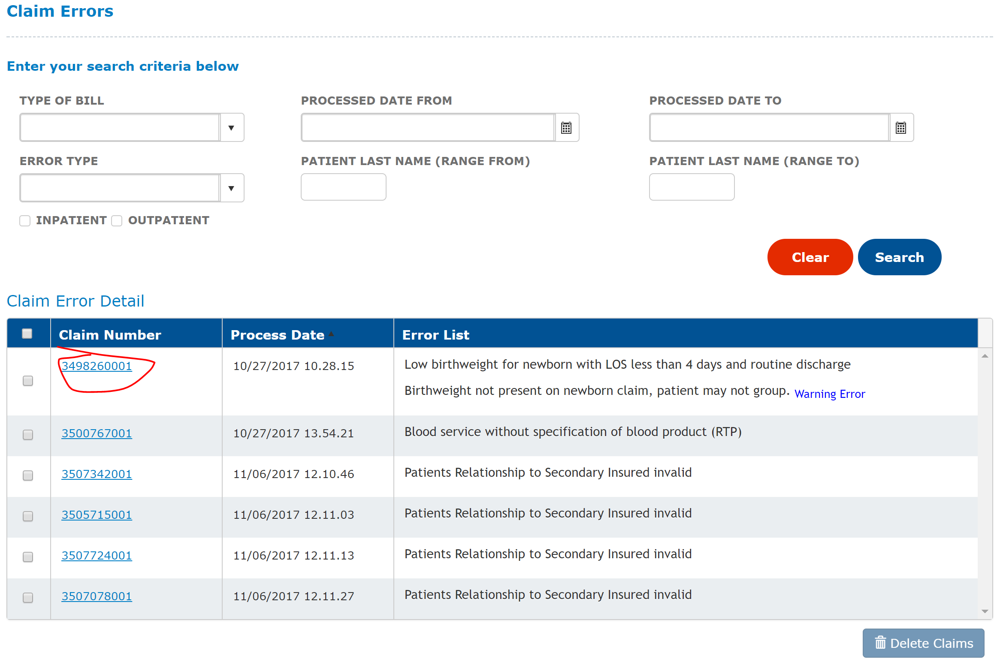 Claim Errors
Enter your search criteria below
TYPE OF BILL PROCESSED DATE FROM PROCESSED DATE TO
ERROR TYPE PATIENT LAST NAME (RANGE FROM) PATIENT LAST NAME (RANGE TO)
INPATIENT OUTPATIENT
Clear Search
Claim Error Detail
Claim Number Process Date Error List
3498260001 10/27/2017 10.28.15 Low birthweight for newborn with LOS less than 4 days and routine discharge
Birthweight not present on newborn claim, patient may not group. Warning Error
3500767001 10/27/2017 13.54.21 Blood service without specification of blood product (RTP)
3507342001 11/06/2017 12.10.46 Patients Relationship to Secondary Insured invalid
3505715001 11/06/2017 12.11.03 Patients Relationship to Secondary Insured invalid
3507724001 11/06/2017 12.11.13 Patients Relationship to Secondary Insured invalid
3507078001 11/06/2017 12.11.27 Patients Relationship to Secondary Insured invalid
Delete Claims